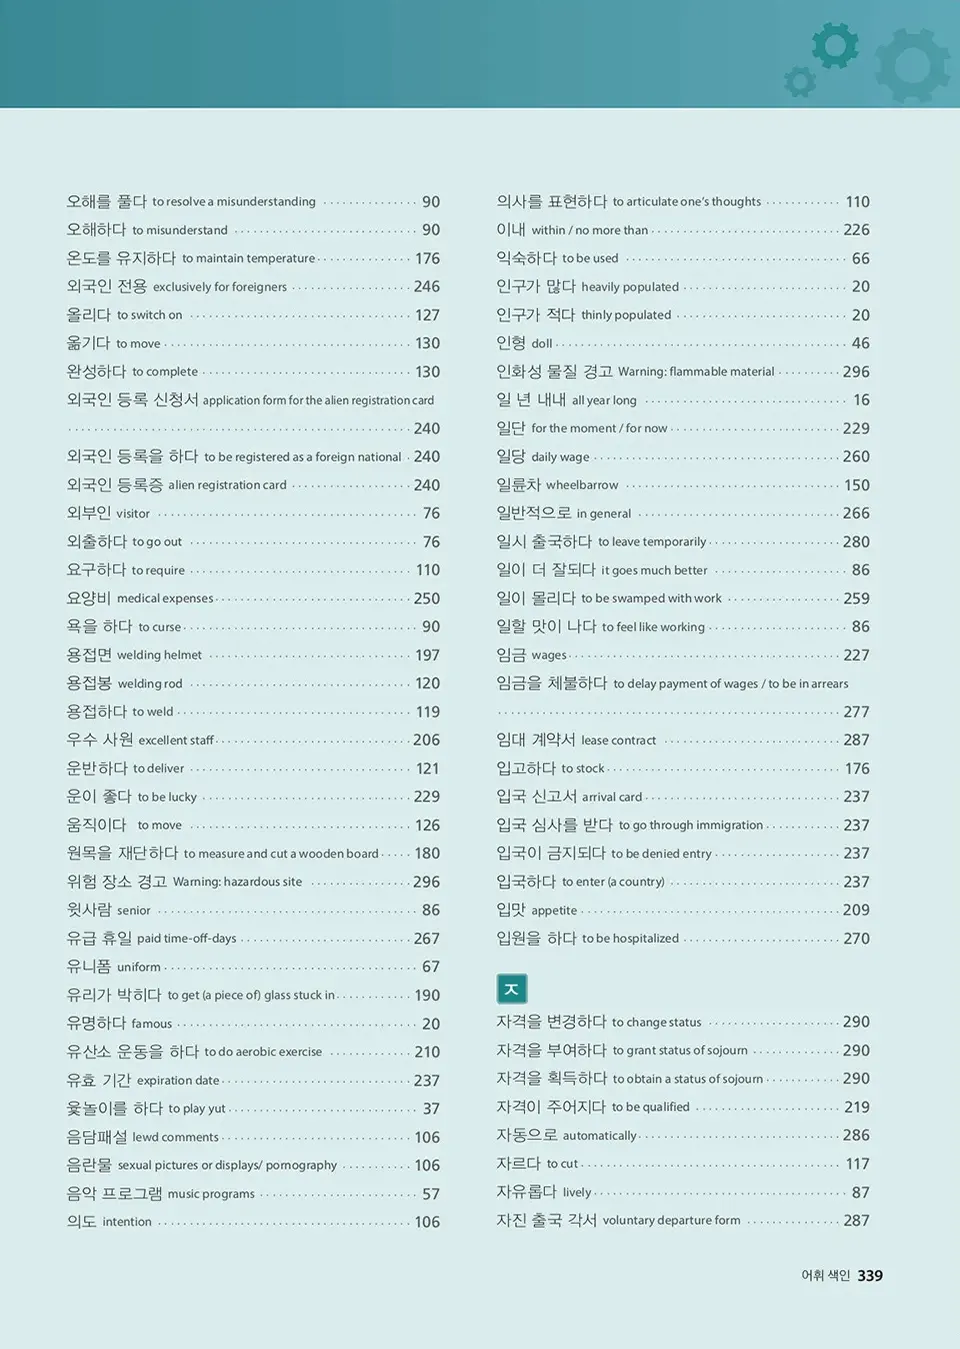 오해를 풀다 to resolve a misunderstanding 90
오해하다 to misunderstand 90
온도를 유지하다 to maintain temperature 176
외국인 전용 exclusively for foreigners 246
올리다 to switch on 127
옮기다 to move 130
완성하다 to complete 130
외국인 등록 신청서 application form for the alien registration card
240
외국인 등록을 하다 to be registered as a foreign national 240
외국인 등록증 alien registration card 240
외부인 visitor 76
외출하다 to go out 76
요구하다 to require 110
요양비 medical expenses 250
욕을 하다 to curse 90
용접면 welding helmet 197
용접봉 welding rod 120
용접하다 to weld 119
우수 사원 excellent staff 206
운반하다 to deliver 121
운이 좋다 to be lucky 229
움직이다 to move 126
원목을 재단하다 to measure and cut a wooden board 180
위험 장소 경고 Warning: hazardous site 296
윗사람 senior 86
유급 휴일 paid time-off-days 267
유니폼 uniform 67
유리가 박히다 to get (a piece of) glass stuck in 190
유명하다 famous 20
유산소 운동을 하다 to do aerobic exercise 210
유효 기간 expiration date 237
윷놀이를 하다 to play yut 37
음담패설 lewd comments 106
음란물 sexual pictures or displays/ pornography 106
음악 프로그램 music programs 57
의도 intention 106
의사를 표현하다 to articulate one's thoughts 110
이내 within / no more than 226
익숙하다 to be used 66
인구가 많다 heavily populated 20
인구가 적다 thinly populated 20
인형 doll 46
인화성 물질 경고 Warning: flammable material 296
일 년 내내 all year long 16
일단 for the moment / for now 229
일당 daily wage 260
일륜차 wheelbarrow 150
일반적으로 in general 266
일시 출국하다 to leave temporarily 280
일이 더 잘되다 it goes much better 86
일이 몰리다 to be swamped with work 259
일할 맛이 나다 to feel like working 86
임금 wages 227
임금을 체불하다 to delay payment of wages / to be in arrears
277
임대 계약서 lease contract 287
입고하다 to stock 176
입국 신고서 arrival card 237
입국 심사를 받다 to go through immigration 237
입국이 금지되다 to be denied entry 237
입국하다 to enter (a country) 237
입맛 appetite 209
입원을 하다 to be hospitalized 270
ㅈ
자격을 변경하다 to change status 290
자격을 부여하다 to grant status of sojourn 290
자격을 획득하다 to obtain a status of sojourn 290
자격이 주어지다 to be qualified 219
자동으로 automatically 286
자르다 to cut 117
자유롭다 lively 87
자진 출국 각서 voluntary departure form 287
어휘 색인 339